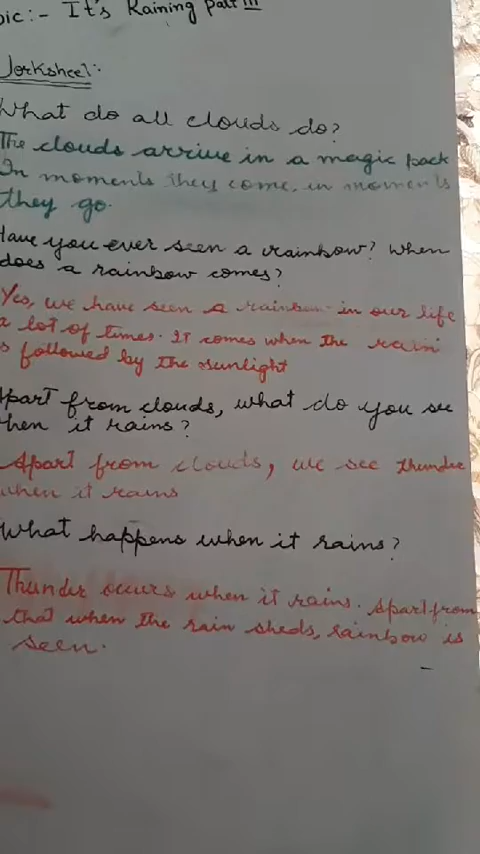 pic:- It's Raining Part III
Worksheet:
What do all clouds do?
The clouds arrive in a magic pack
In moments they come, in moments
they go.
Have you ever seen a rainbow? When
does a rainbow comes?
Yes, we have seen a rainbow in our life
a lot of times. It comes when the rain
is followed by the sunlight
Apart from clouds, what do you see
when it rains?
Apart from clouds, we see thunder
when it rains
What happens when it rains?
Thunder occurs when it rains. Apart from
that when the rain sheds, rainbow is
seen.